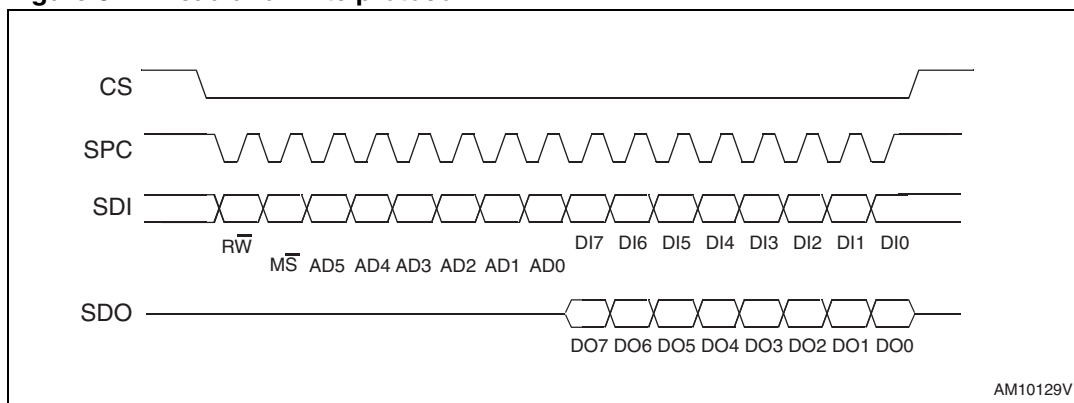 CS
SPC
SDI
DI7 DI6 DI5 DI4 DI3 DI2 DI1 DI0
RW̅
MS̅ AD5 AD4 AD3 AD2 AD1 AD0
SDO
DO7 DO6 DO5 DO4 DO3 DO2 DO1 DO0
AM10129V